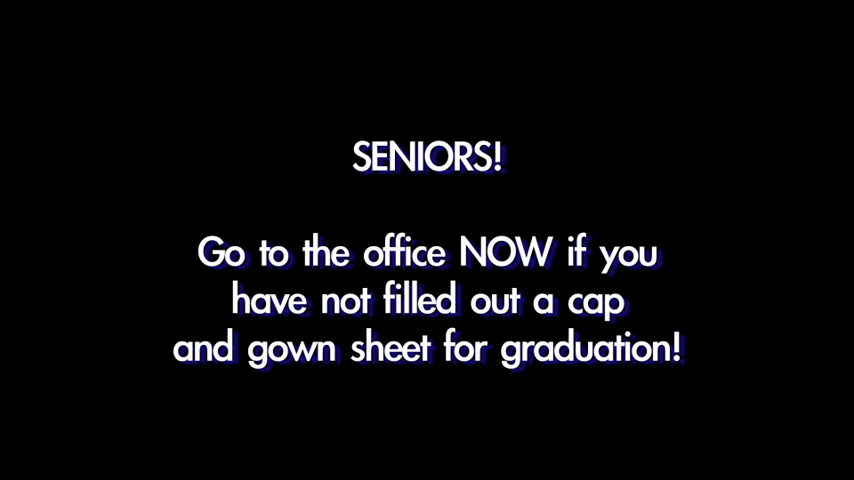 SENIORS!
Go to the office NOW if you
have not filled out a cap
and gown sheet for graduation!